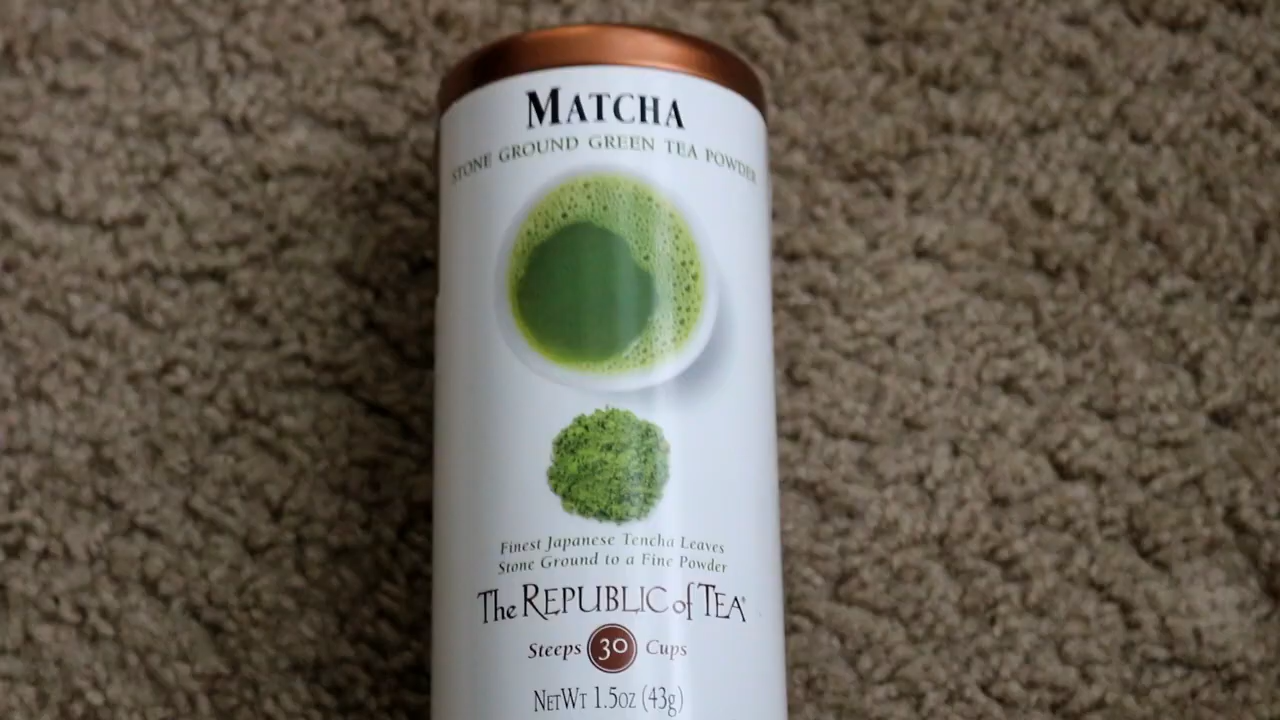 MATCHA
STONE GROUND GREEN TEA POWDER
Finest Japanese Tencha Leaves
Stone Ground to a Fine Powder
The REPUBLIC of TEA®
Steeps 30 Cups
NETWT 1.5OZ (43g)